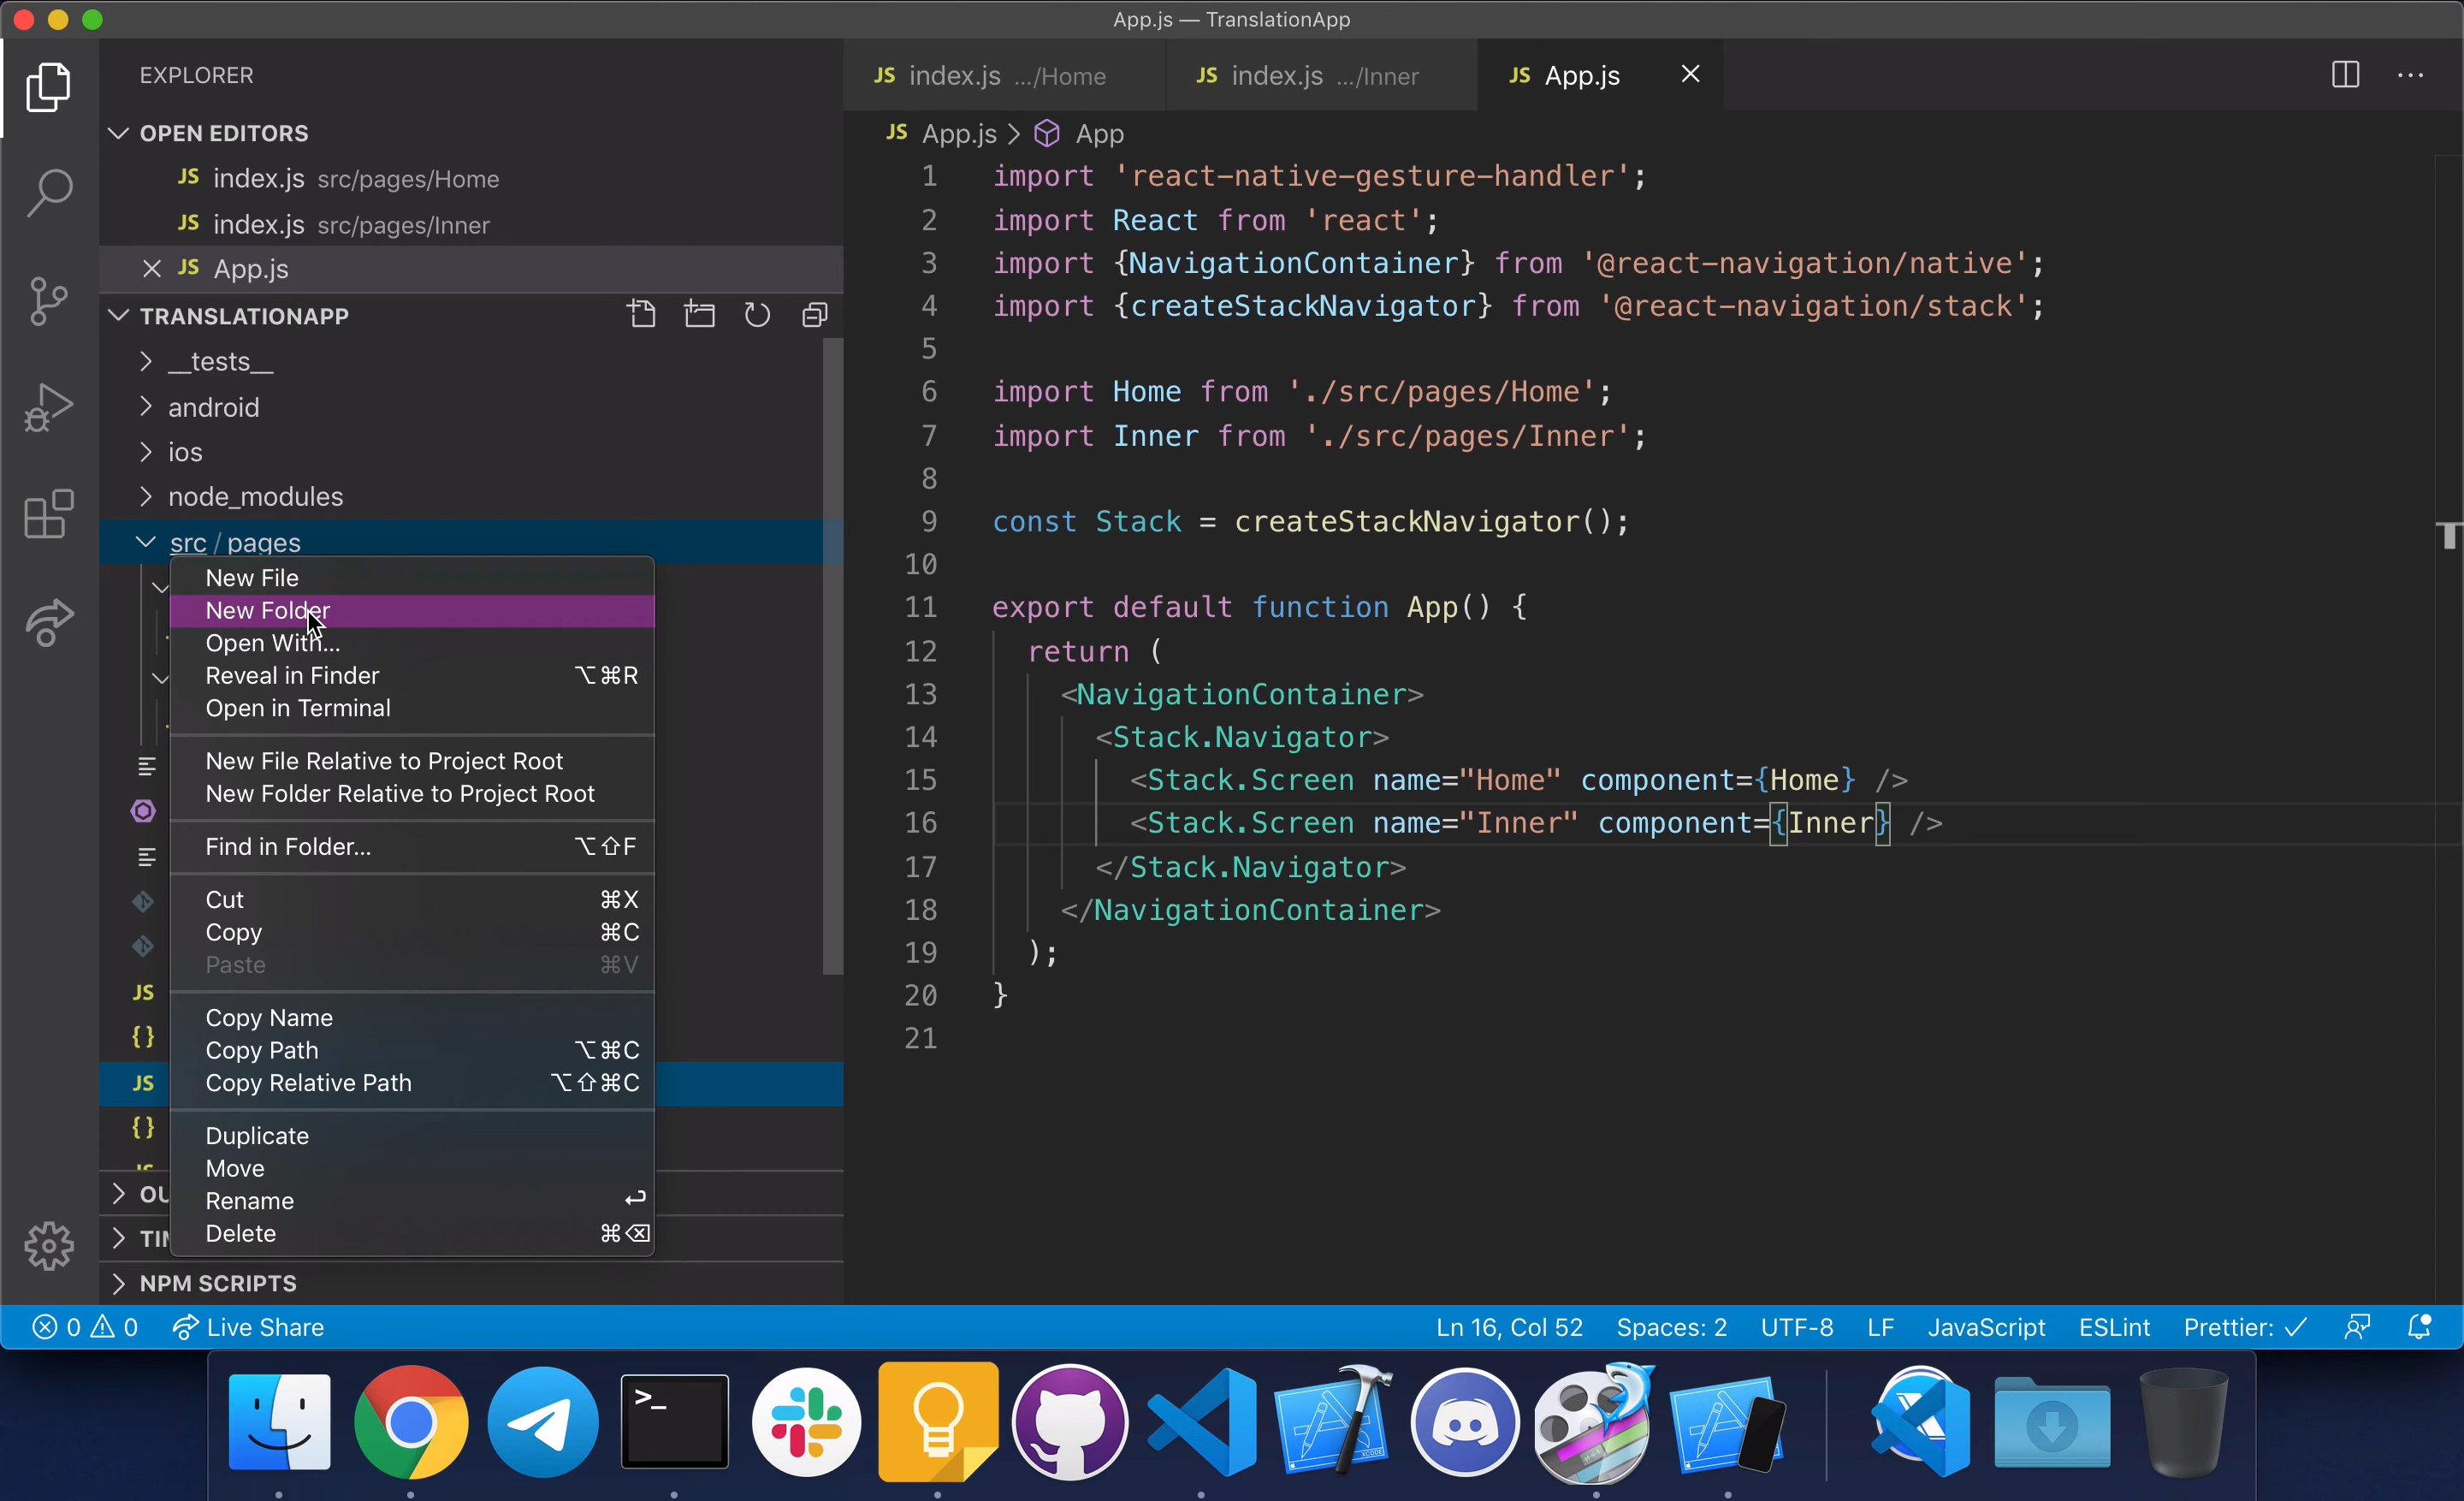 App.js — TranslationApp
EXPLORER
OPEN EDITORS
JS index.js src/pages/Home
JS index.js src/pages/Inner
JS App.js
TRANSLATIONAPP
__tests__
android
ios
node_modules
src / pages
New File
New Folder
Open With...
Reveal in Finder ⌥⌘R
Open in Terminal
New File Relative to Project Root
New Folder Relative to Project Root
Find in Folder... ⌥⇧F
Cut ⌘X
Copy ⌘C
Paste ⌘V
Copy Name
Copy Path ⌥⌘C
Copy Relative Path ⌥⇧⌘C
Duplicate
Move
Rename ↩
Delete ⌘⌫
JS
{}
JS
{}
JS
OU
TIM
NPM SCRIPTS
JS index.js .../Home
JS index.js .../Inner
JS App.js
JS App.js > App
1 import 'react-native-gesture-handler';
2 import React from 'react';
3 import {NavigationContainer} from '@react-navigation/native';
4 import {createStackNavigator} from '@react-navigation/stack';
5
6 import Home from './src/pages/Home';
7 import Inner from './src/pages/Inner';
8
9 const Stack = createStackNavigator();
10
11 export default function App() {
12 return (
13 <NavigationContainer>
14 <Stack.Navigator>
15 <Stack.Screen name="Home" component={Home} />
16 <Stack.Screen name="Inner" component={Inner} />
17 </Stack.Navigator>
18 </NavigationContainer>
19 );
20 }
21
0 0 Live Share
Ln 16, Col 52 Spaces: 2 UTF-8 LF JavaScript ESLint Prettier: ✓
>_
XCODE